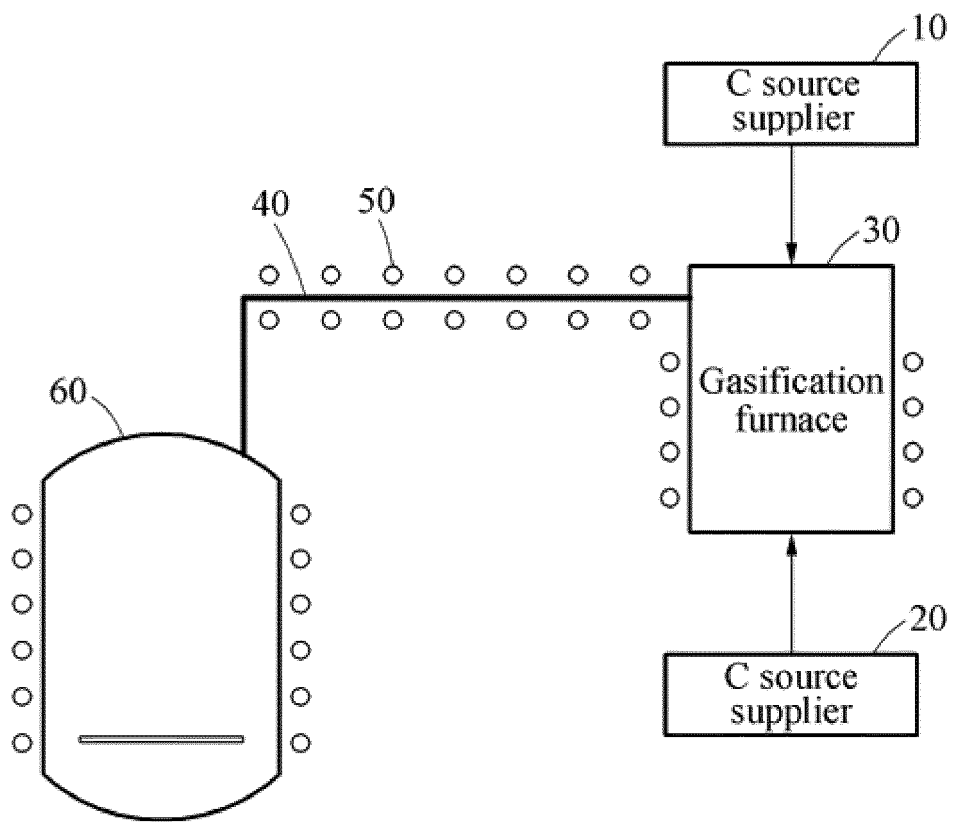 10
C source
supplier
40
50
30
Gasification
furnace
60
20
C source
supplier